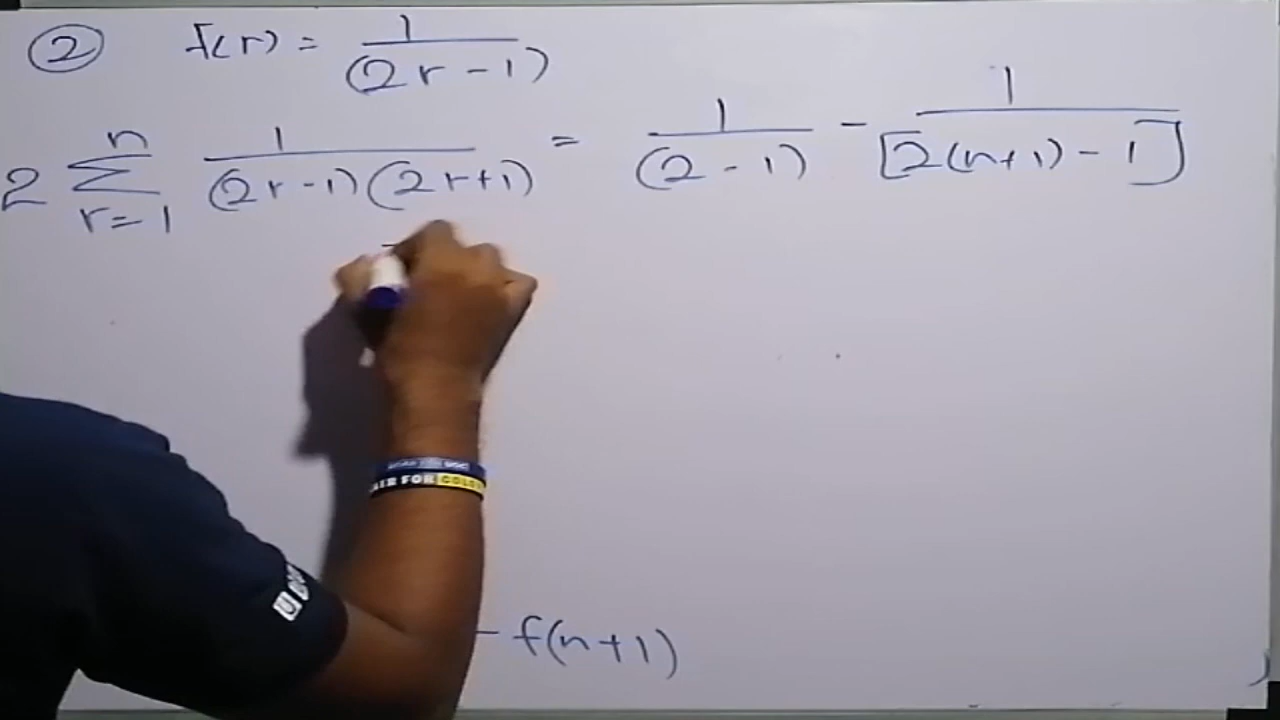 ② f(r) = 1/(2r-1)
2 Σ_{r=1}^{n} 1/(2r-1)(2r+1) = 1/(2-1) - 1/[2(n+1)-1]
FOR
- f(n+1)